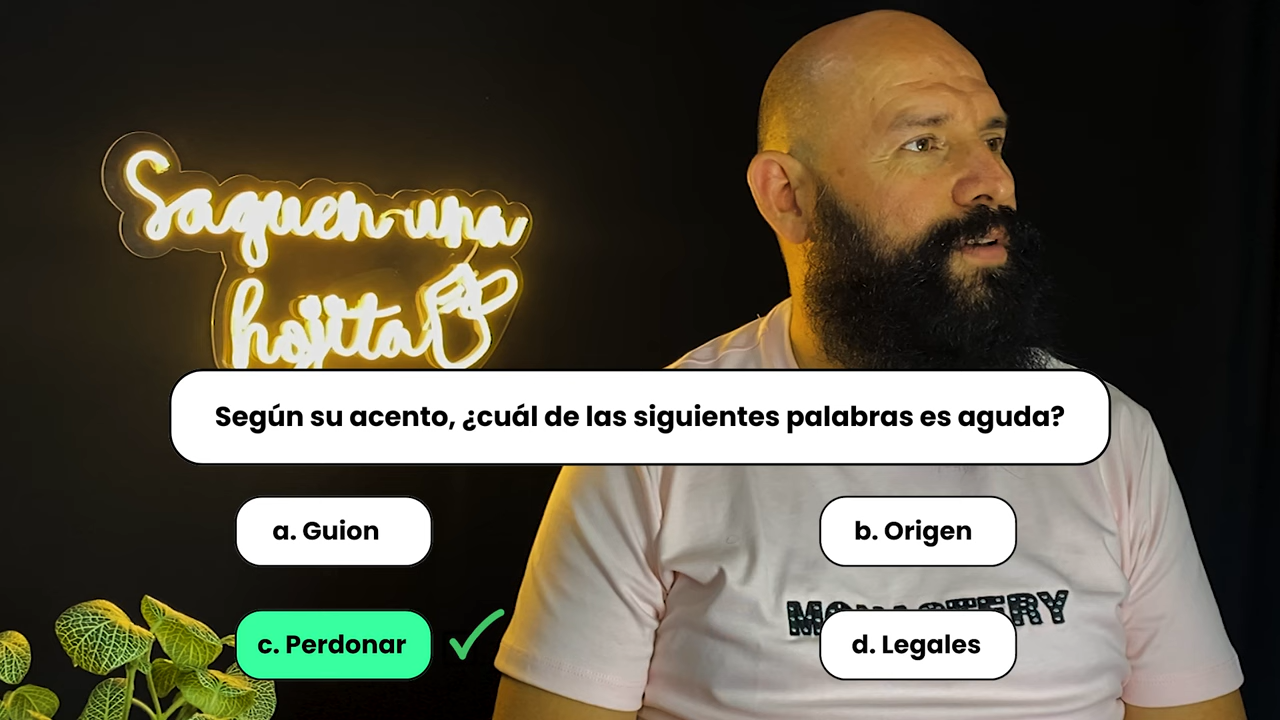 Saquen una
hojita
Según su acento, ¿cuál de las siguientes palabras es aguda?
a. Guion
b. Origen
c. Perdonar
d. Legales